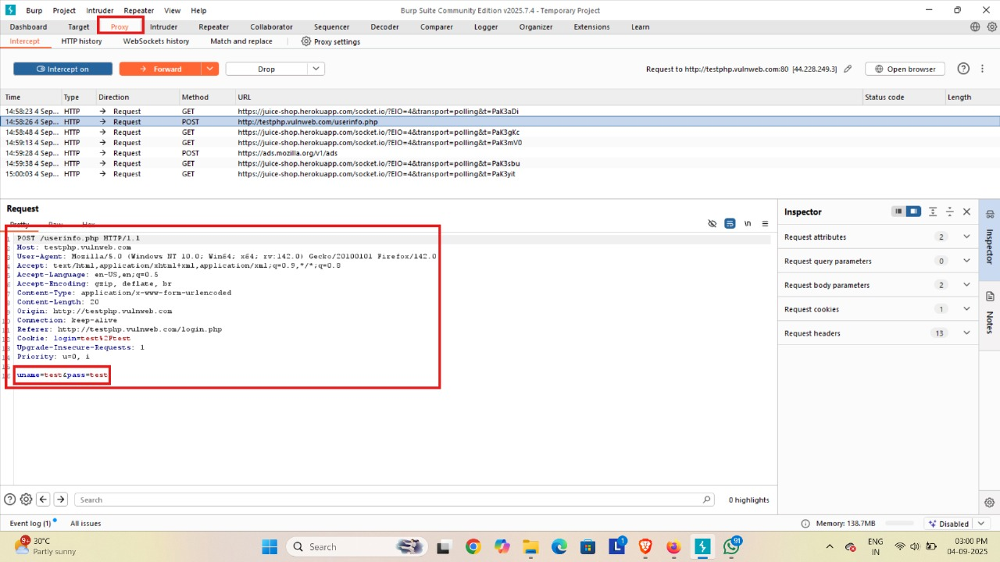 Burp Project Intruder Repeater View Help Burp Suite Community Edition v2025.7.4 - Temporary Project
Dashboard Target Proxy Intruder Repeater Collaborator Sequencer Decoder Comparer Logger Organizer Extensions Learn
Intercept HTTP history WebSockets history Match and replace Proxy settings
Intercept on Forward Drop Request to http://testphp.vulnweb.com:80 [44.228.249.3] Open browser
Time Type Direction Method URL Status code Length
14:58:23 4 Sep... HTTP → Request GET https://juice-shop.herokuapp.com/socket.io/?EIO=4&transport=polling&t=PaK3aDi
14:58:26 4 Sep... HTTP → Request POST http://testphp.vulnweb.com/userinfo.php
14:58:48 4 Sep... HTTP → Request GET https://juice-shop.herokuapp.com/socket.io/?EIO=4&transport=polling&t=PaK3gKc
14:59:13 4 Sep... HTTP → Request GET https://juice-shop.herokuapp.com/socket.io/?EIO=4&transport=polling&t=PaK3mV0
14:59:28 4 Sep... HTTP → Request POST https://ads.mozilla.org/v1/ads
14:59:38 4 Sep... HTTP → Request GET https://juice-shop.herokuapp.com/socket.io/?EIO=4&transport=polling&t=PaK3sbu
15:00:03 4 Sep... HTTP → Request GET https://juice-shop.herokuapp.com/socket.io/?EIO=4&transport=polling&t=PaK3yit
Request
Pretty Raw Hex \n
POST /userinfo.php HTTP/1.1
Host: testphp.vulnweb.com
User-Agent: Mozilla/5.0 (Windows NT 10.0; Win64; x64; rv:142.0) Gecko/20100101 Firefox/142.0
Accept: text/html,application/xhtml+xml,application/xml;q=0.9,*/*;q=0.8
Accept-Language: en-US,en;q=0.5
Accept-Encoding: gzip, deflate, br
Content-Type: application/x-www-form-urlencoded
Content-Length: 20
Origin: http://testphp.vulnweb.com
Connection: keep-alive
Referer: http://testphp.vulnweb.com/login.php
Cookie: login=test%2Ftest
Upgrade-Insecure-Requests: 1
Priority: u=0, i
uname=test&pass=test
Inspector
Request attributes 2
Request query parameters 0
Request body parameters 2
Request cookies 1
Request headers 13
Inspector
Notes
Search 0 highlights
Event log (1) All issues Memory: 138.7MB Disabled
9+ 30°C
Partly sunny
Search
1
91
ENG
IN
03:00 PM
04-09-2025